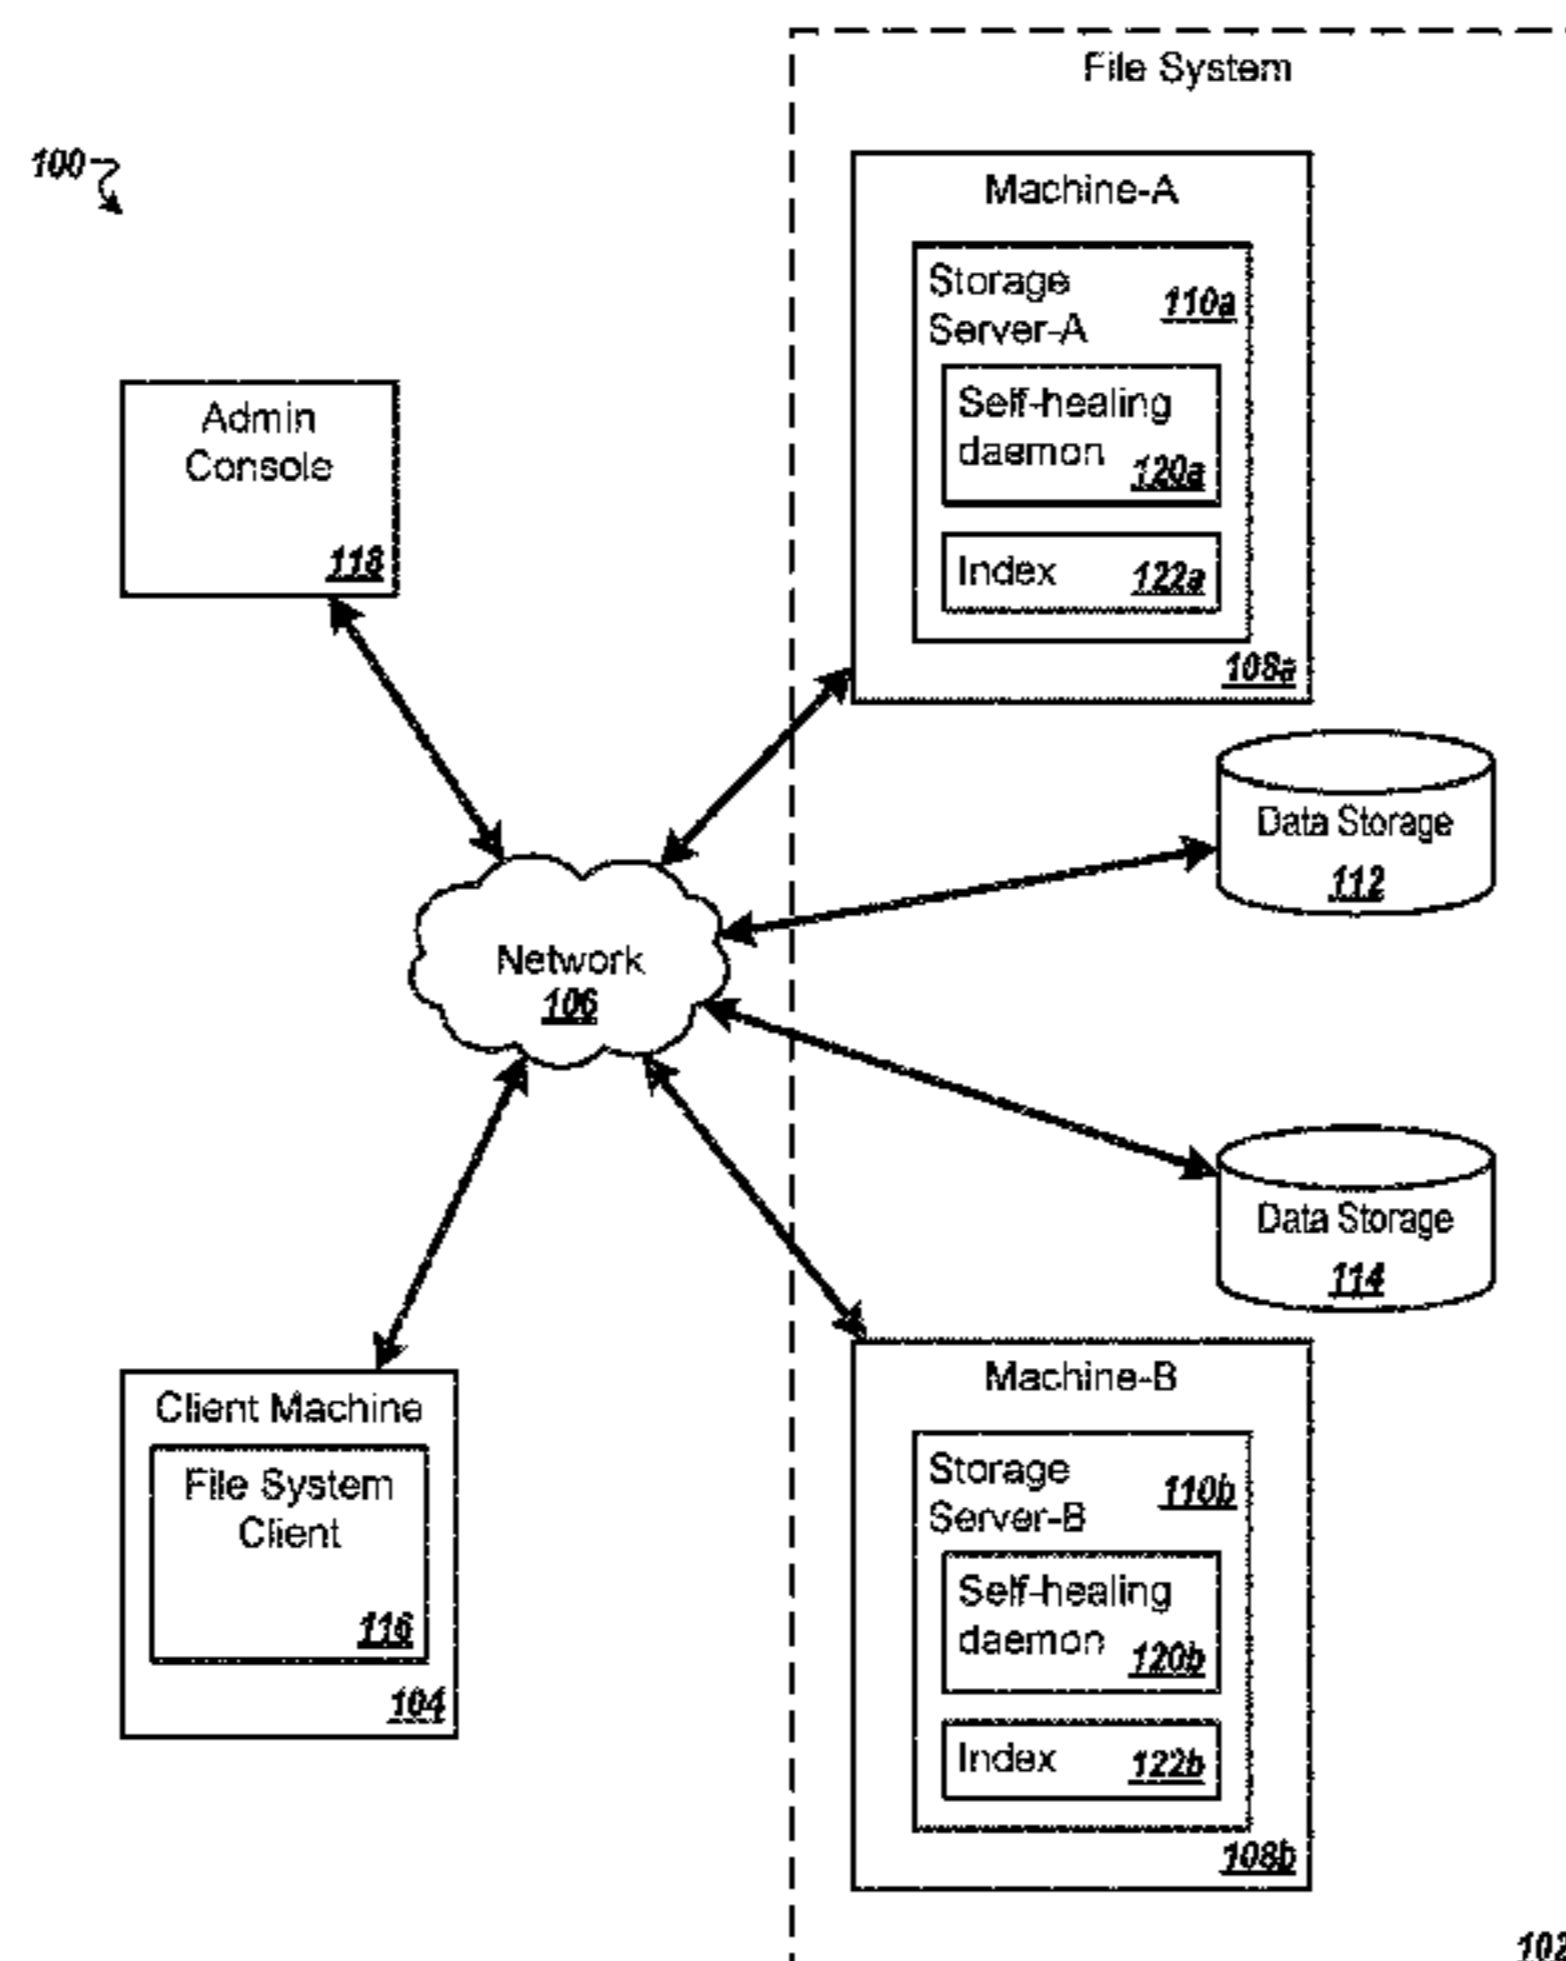 File System
100
Machine-A
Storage
Server-A
110a
Self-healing
daemon
120a
Index
122a
108a
Admin
Console
118
Data Storage
112
Network
106
Data Storage
114
Client Machine
File System
Client
116
104
Machine-B
Storage
Server-B
110b
Self-healing
daemon
120b
Index
122b
108b
102